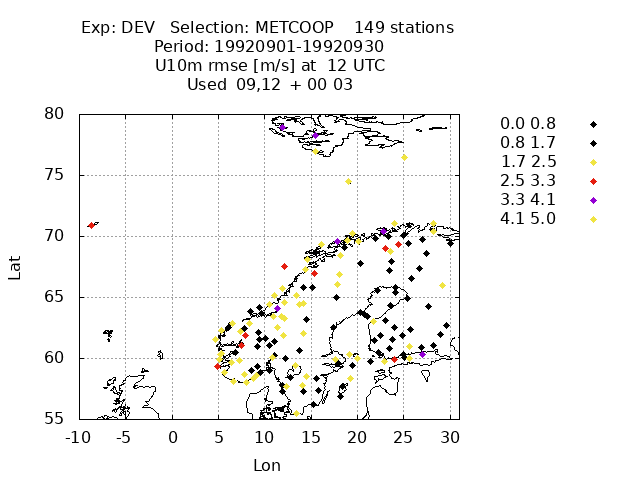 Exp: DEV Selection: METCOOP 149 stations
Period: 19920901-19920930
U10m rmse [m/s] at 12 UTC
Used 09,12 + 00 03
80
75
70
65
60
55
Lat
-10 -5 0 5 10 15 20 25 30
Lon
0.0 0.8
0.8 1.7
1.7 2.5
2.5 3.3
3.3 4.1
4.1 5.0